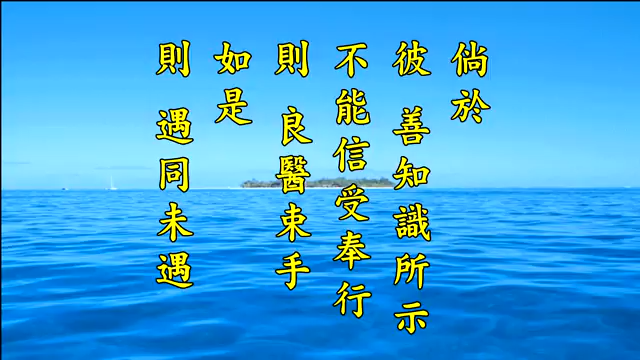 倘於
彼 善知識所示
不能信受奉行
則 良醫束手
如是
則 遇同未遇